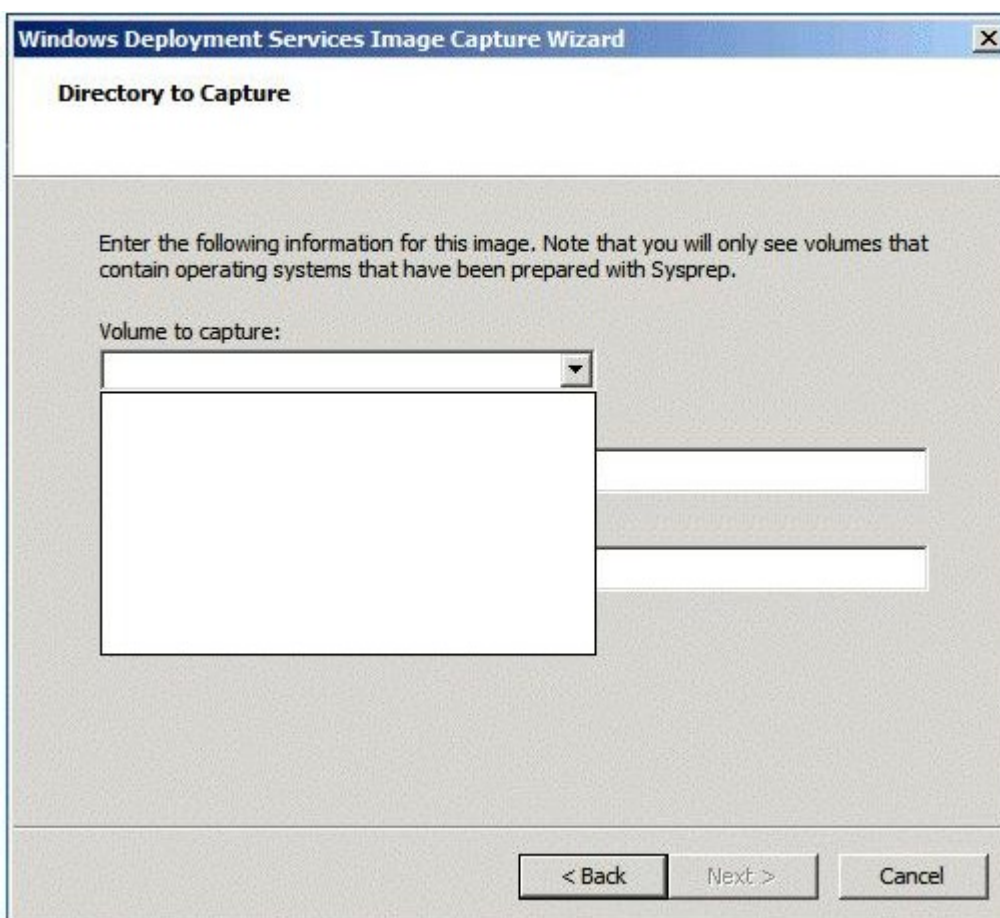 Windows Deployment Services Image Capture Wizard
Directory to Capture
Enter the following information for this image. Note that you will only see volumes that
contain operating systems that have been prepared with Sysprep.
Volume to capture:
< Back
Next >
Cancel